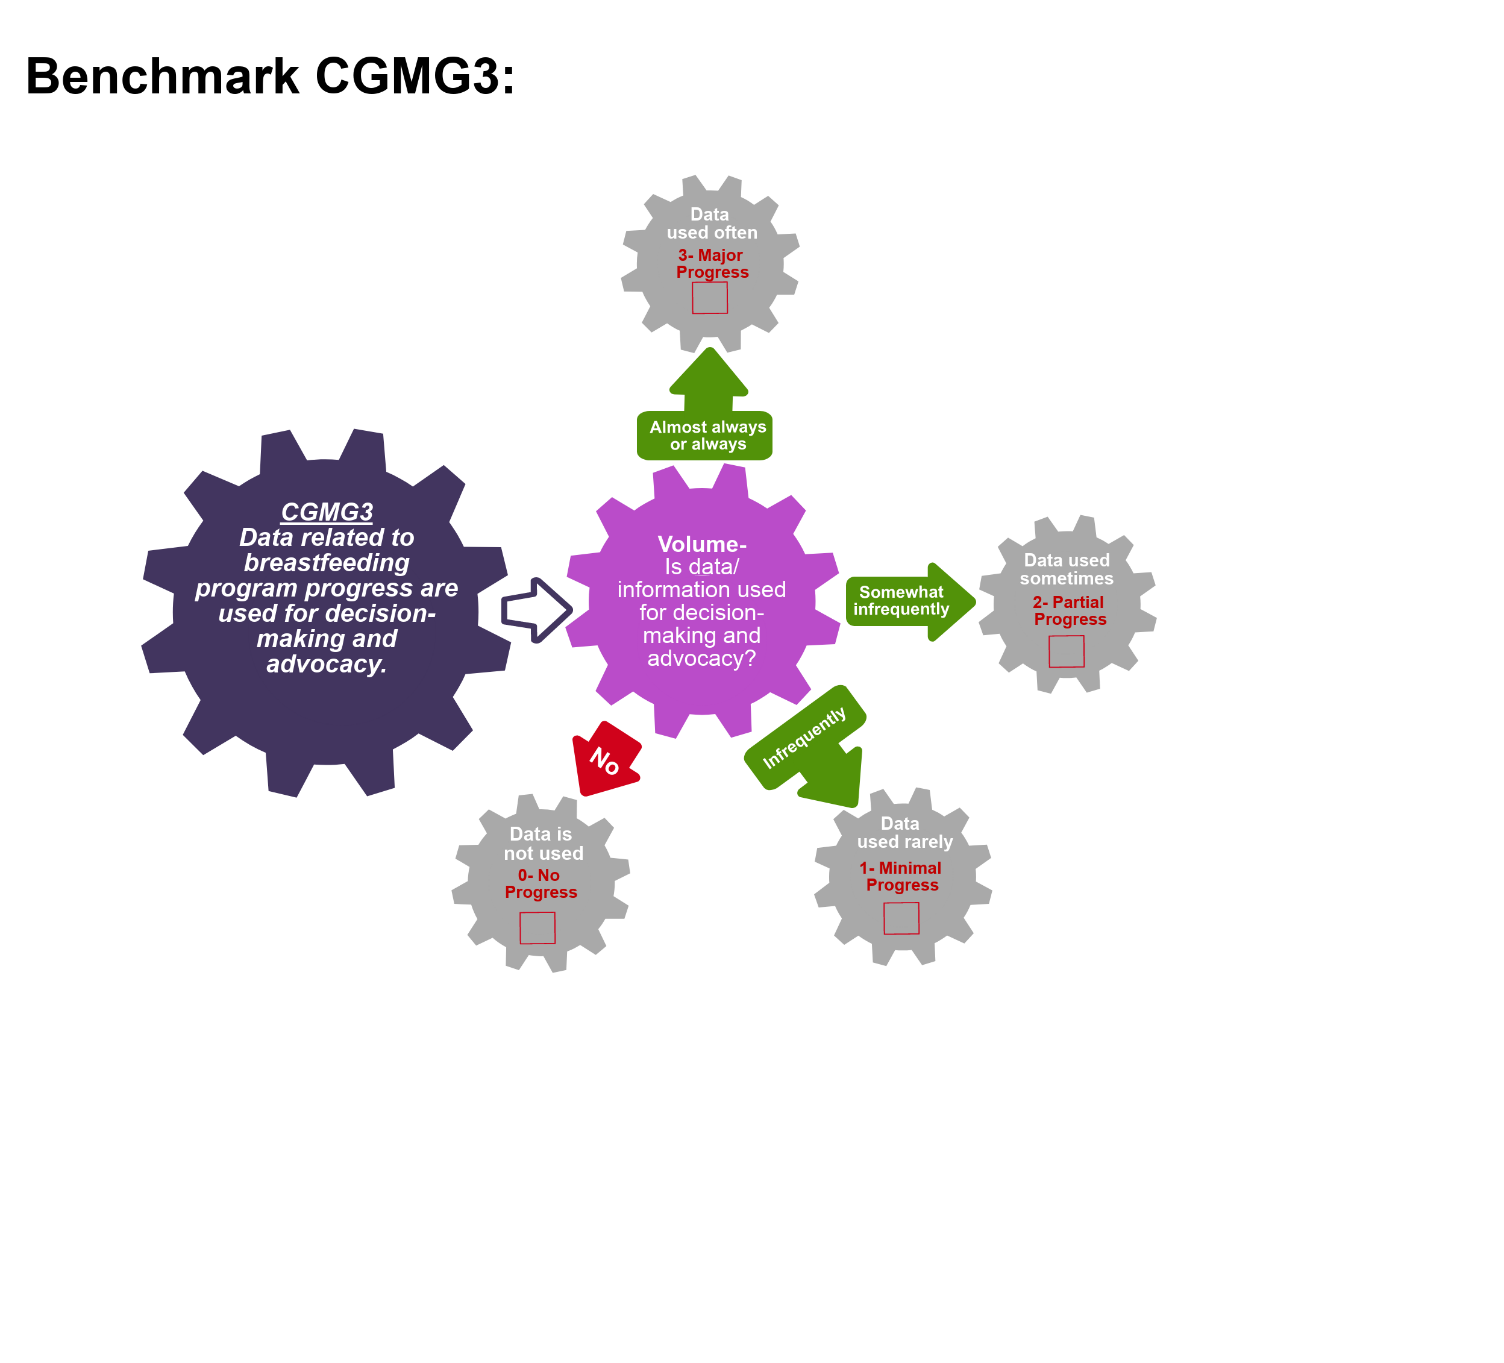 Benchmark CGMG3:
Data
used often
3- Major
Progress
Almost always
or always
CGMG3
Data related to
breastfeeding
program progress are
used for decision-
making and
advocacy.
Volume-
Is data/
information used
for decision-
making and
advocacy?
Somewhat
infrequently
Data used
sometimes
2- Partial
Progress
Infrequently
No
Data is
not used
0- No
Progress
Data
used rarely
1- Minimal
Progress